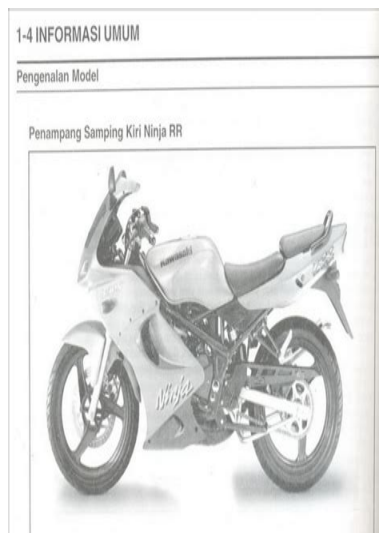 1-4 INFORMASI UMUM
Pengenalan Model
Penampang Samping Kiri Ninja RR
Kawasaki
Ninja